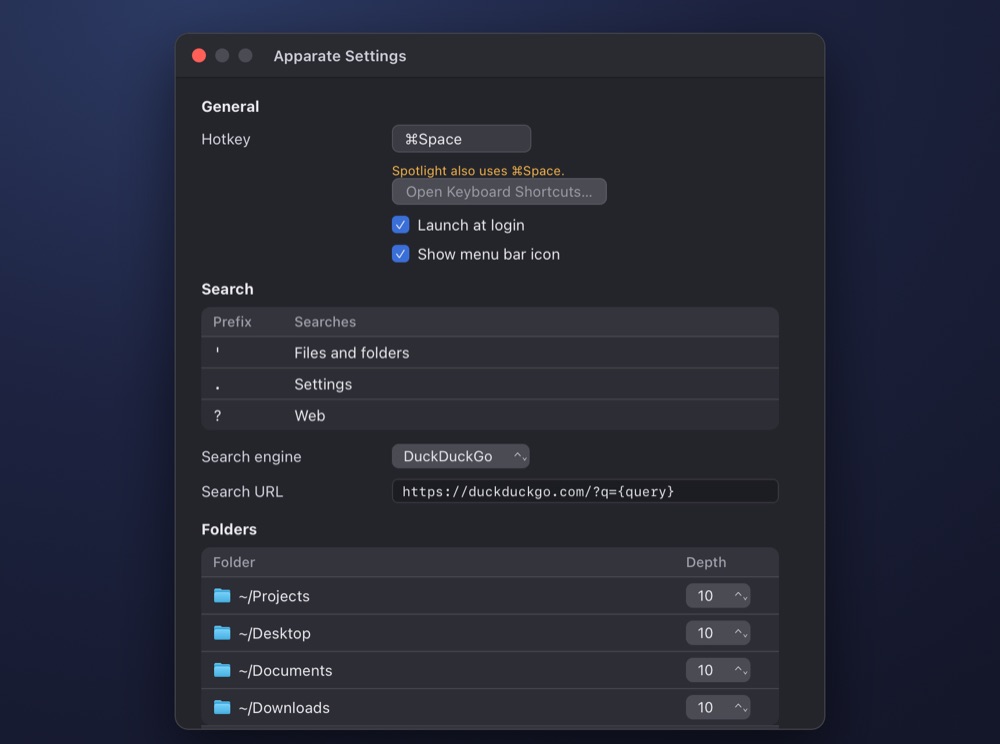 Apparate Settings
General
Hotkey ⌘Space
Spotlight also uses ⌘Space.
Open Keyboard Shortcuts...
Launch at login
Show menu bar icon
Search
Prefix Searches
' Files and folders
. Settings
? Web
Search engine DuckDuckGo
Search URL https://duckduckgo.com/?q={query}
Folders
Folder Depth
~/Projects 10
~/Desktop 10
~/Documents 10
~/Downloads 10